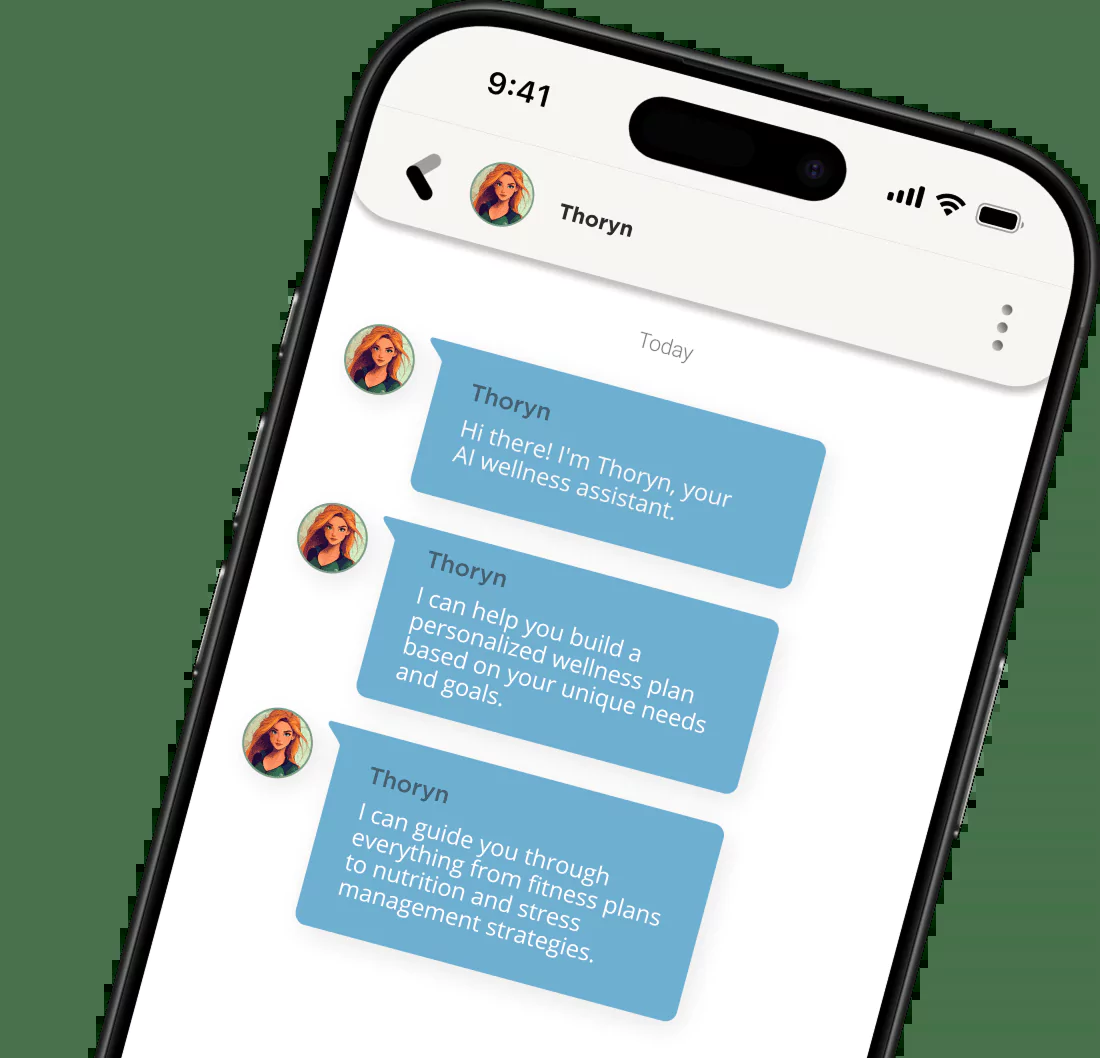 9:41
Thoryn
Today
Thoryn
Hi there! I'm Thoryn, your
AI wellness assistant.
Thoryn
I can help you build a
personalized wellness plan
based on your unique needs
and goals.
Thoryn
I can guide you through
everything from fitness plans
to nutrition and stress
management strategies.